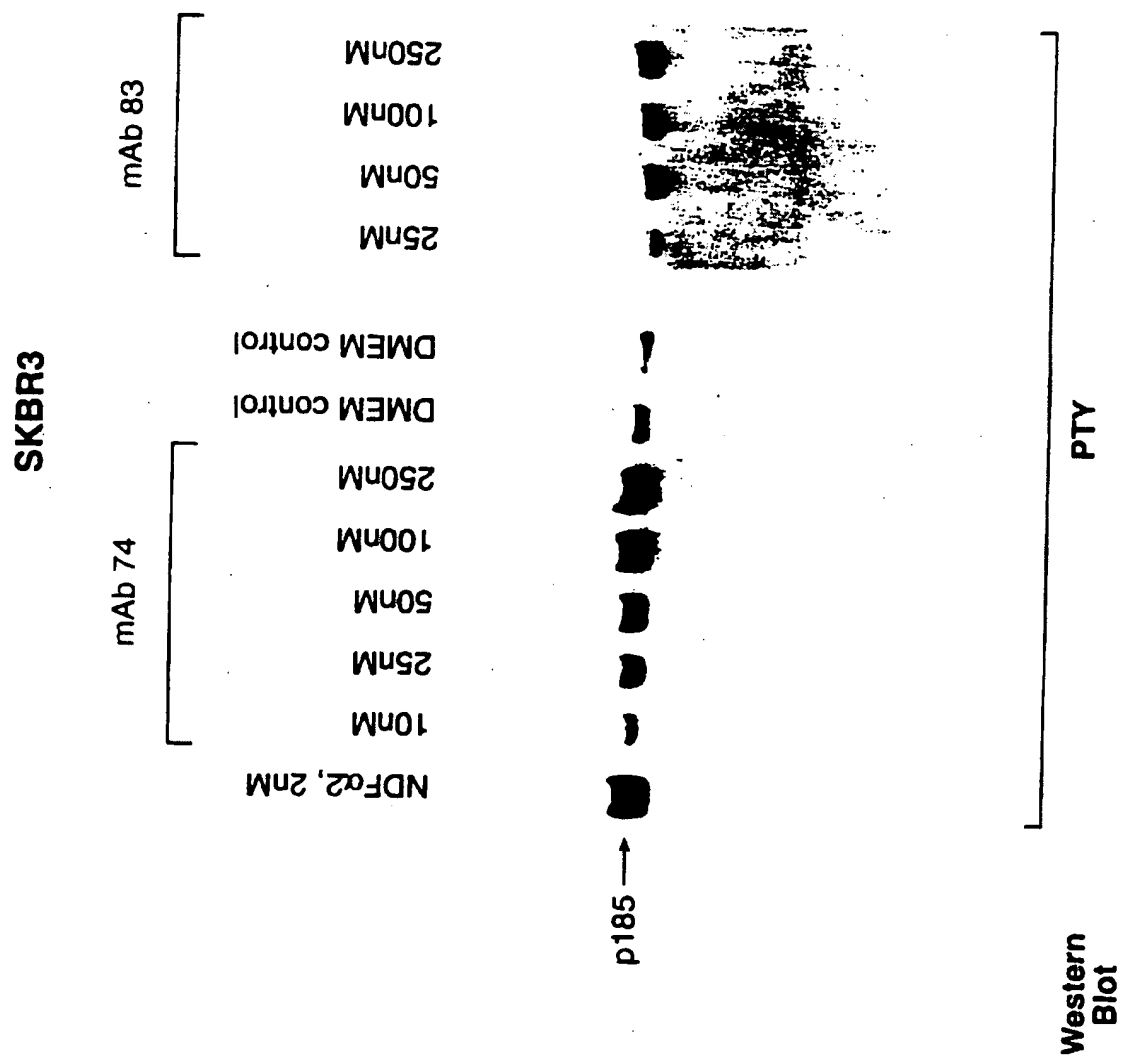 SKBR3
mAb 74
mAb 83
NDFα2, 2nM
10nM
25nM
50nM
100nM
250nM
DMEM control
DMEM control
25nM
50nM
100nM
250nM
p185
Western
Blot
PTY